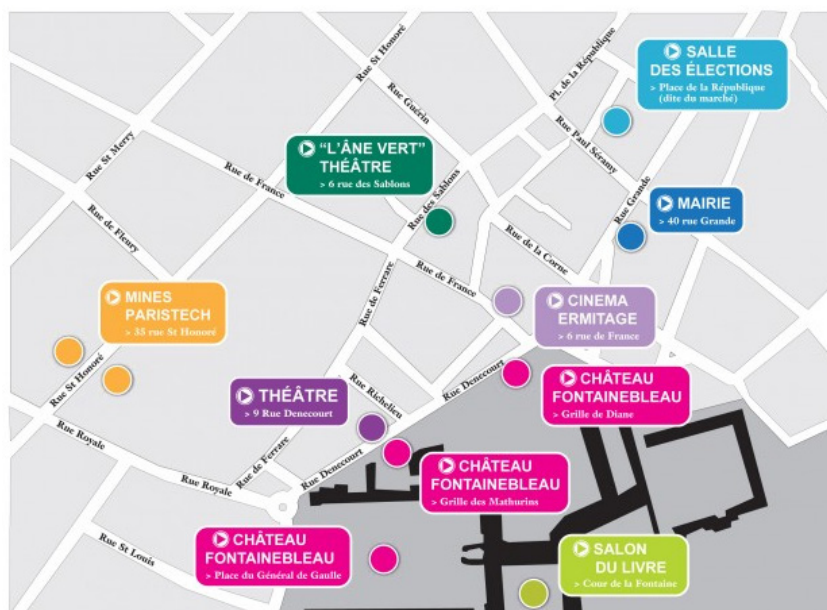 SALLE
DES ÉLECTIONS
> Place de la République
(dite du marché)
Pl. de la République
Rue St Honoré
Rue Guérin
Rue Paul Séramy
"L'ÂNE VERT"
THÉÂTRE
> 6 rue des Sablons
Rue St Merry
Rue de France
Rue des Sablons
Rue Grande
MAIRIE
> 40 rue Grande
Rue de Fleury
Rue de la Corne
Rue de Ferrare
Rue de France
MINES
PARISTECH
> 35 rue St Honoré
CINEMA
ERMITAGE
> 6 rue de France
Rue St Honoré
Rue Denecourt
CHÂTEAU
FONTAINEBLEAU
> Grille de Diane
THÉÂTRE
> 9 Rue Denecourt
Rue Richelieu
Rue Royale
Rue de Ferrare
Rue Denecourt
CHÂTEAU
FONTAINEBLEAU
> Grille des Mathurins
Rue Royale
Rue St Louis
CHÂTEAU
FONTAINEBLEAU
> Place du Général de Gaulle
SALON
DU LIVRE
> Cour de la Fontaine